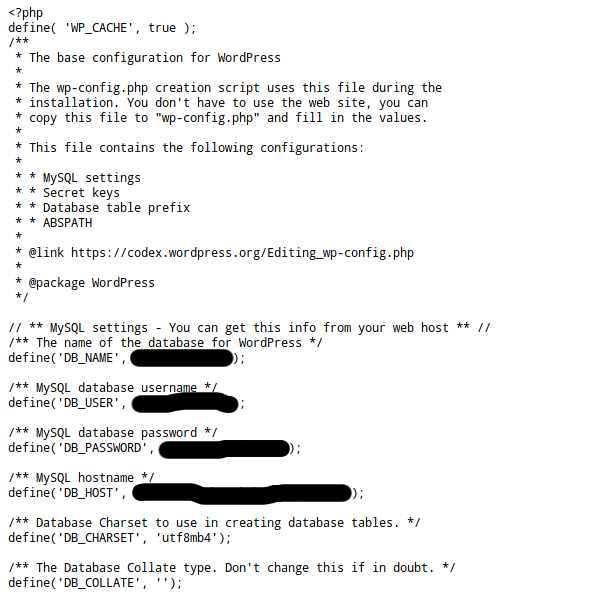 <?php
define( 'WP_CACHE', true );
/**
 * The base configuration for WordPress
 *
 * The wp-config.php creation script uses this file during the
 * installation. You don't have to use the web site, you can
 * copy this file to "wp-config.php" and fill in the values.
 *
 * This file contains the following configurations:
 *
 * * MySQL settings
 * * Secret keys
 * * Database table prefix
 * * ABSPATH
 *
 * @link https://codex.wordpress.org/Editing_wp-config.php
 *
 * @package WordPress
 */

// ** MySQL settings - You can get this info from your web host ** //
/** The name of the database for WordPress */
define('DB_NAME', );

/** MySQL database username */
define('DB_USER', ;

/** MySQL database password */
define('DB_PASSWORD', );

/** MySQL hostname */
define('DB_HOST', );

/** Database Charset to use in creating database tables. */
define('DB_CHARSET', 'utf8mb4');

/** The Database Collate type. Don't change this if in doubt. */
define('DB_COLLATE', '');